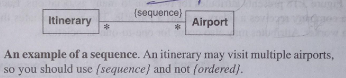 {sequence}
Itinerary Airport
* *
An example of a sequence. An itinerary may visit multiple airports,
so you should use {sequence} and not {ordered}.